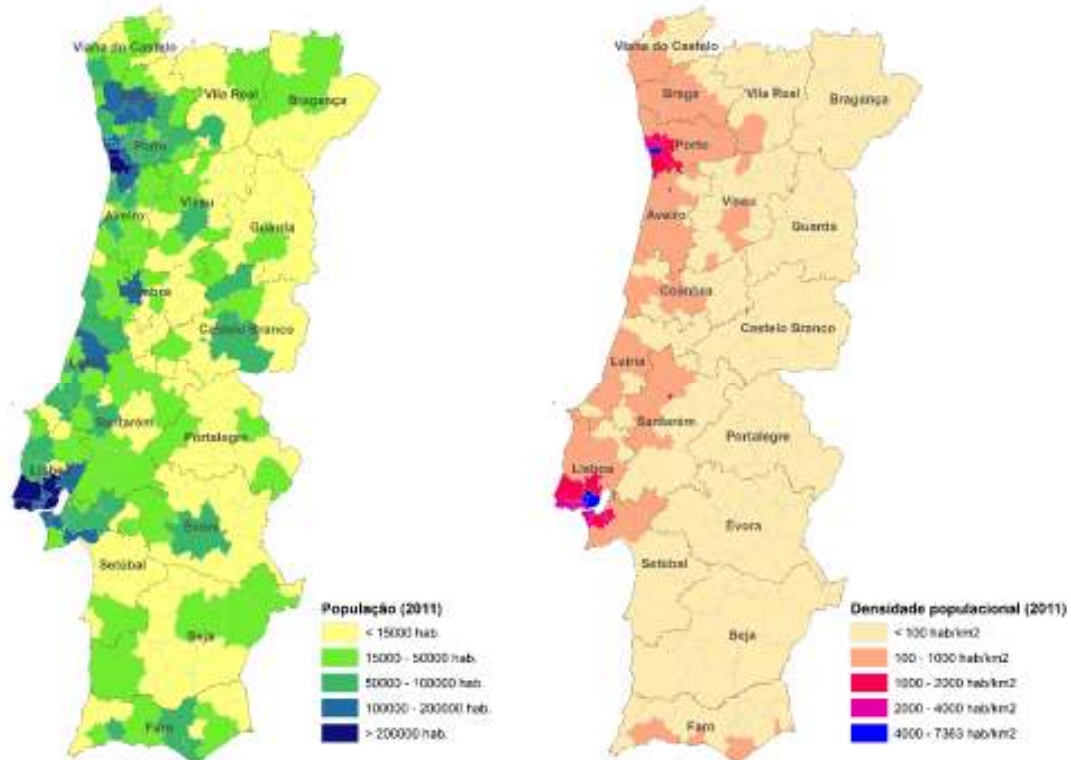 Viana do Castelo
Vila Real
Bragança
Porto
Viseu
Aveiro
Guarda
Coimbra
Castelo Branco
Leiria
Santarém
Portalegre
Lisboa
Évora
Setúbal
Beja
Faro
População (2011)
< 15000 hab.
15000 - 50000 hab.
50000 - 100000 hab.
100000 - 200000 hab.
> 200000 hab.
Viana do Castelo
Braga
Vila Real
Bragança
Porto
Viseu
Aveiro
Guarda
Coimbra
Castelo Branco
Leiria
Santarém
Portalegre
Lisboa
Évora
Setúbal
Beja
Faro
Densidade populacional (2011)
< 100 hab/km2
100 - 1000 hab/km2
1000 - 2000 hab/km2
2000 - 4000 hab/km2
4000 - 7363 hab/km2